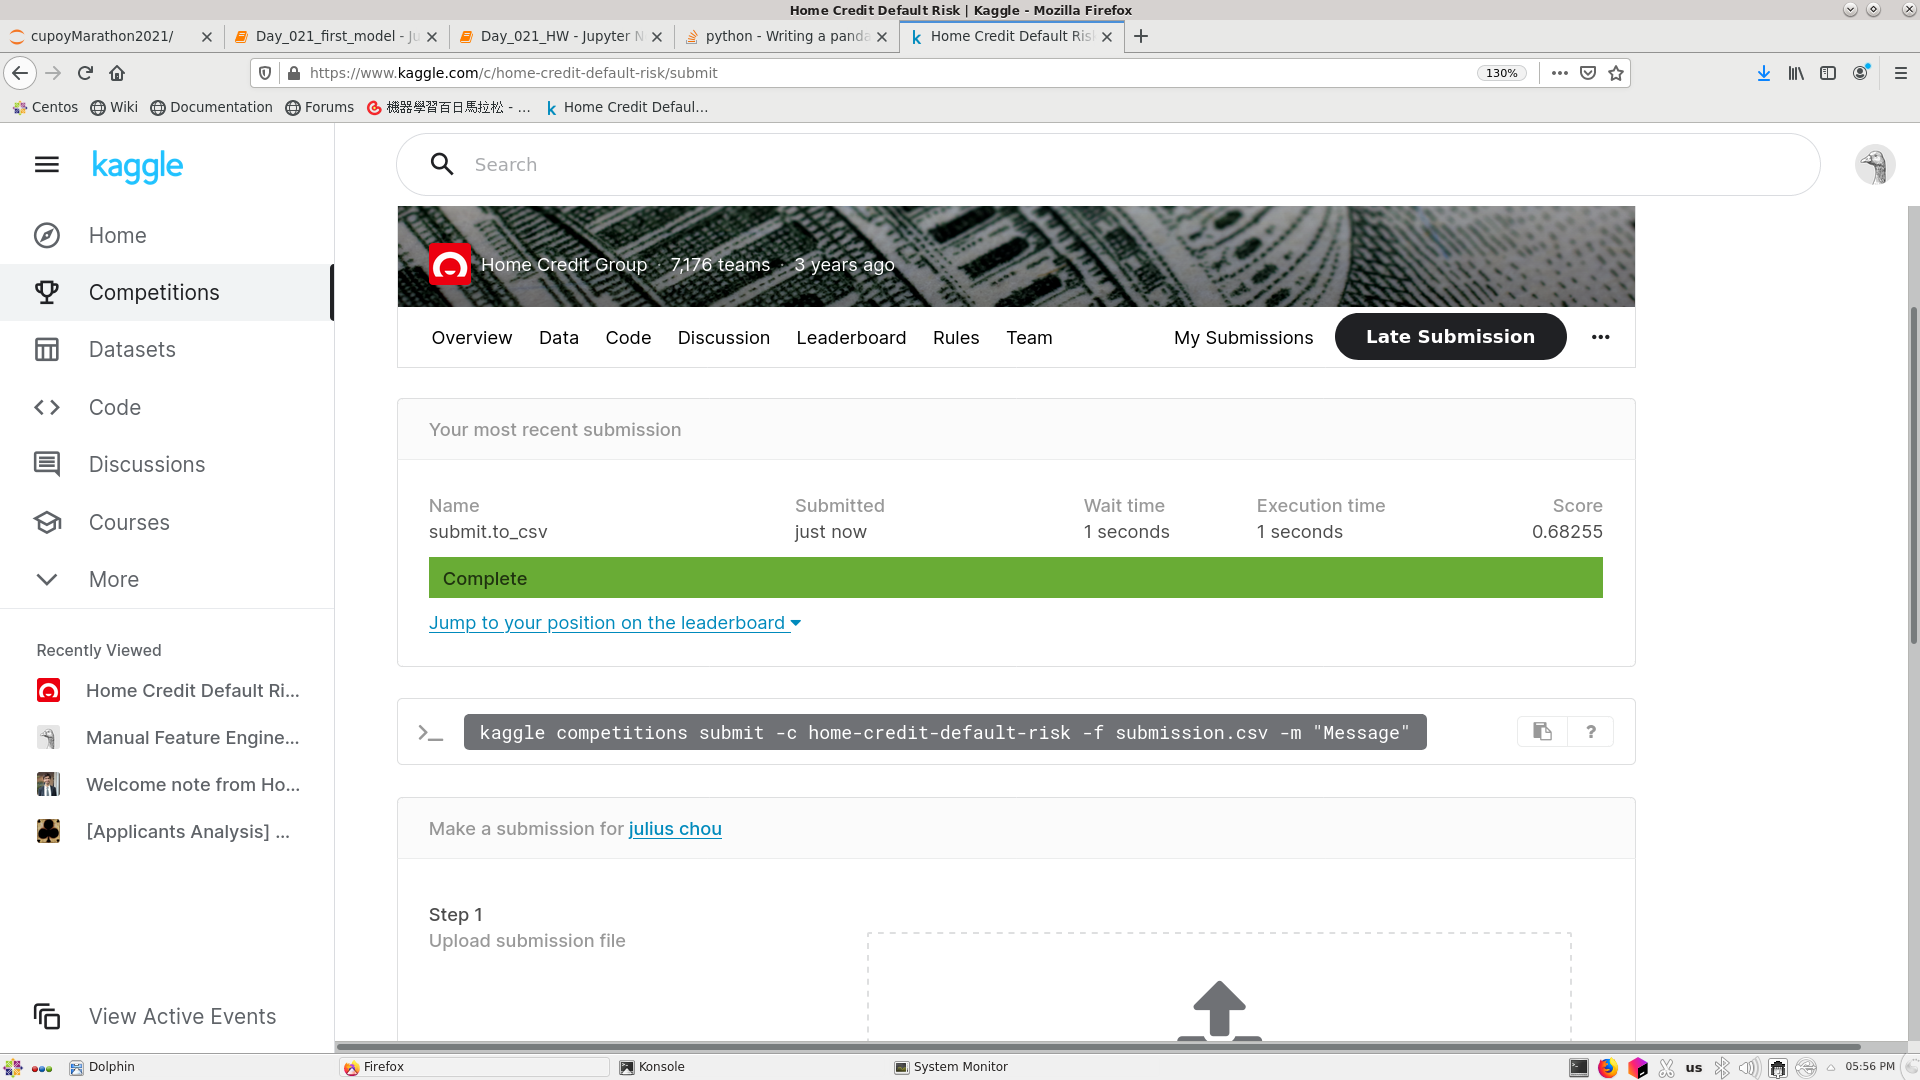 Home Credit Default Risk | Kaggle - Mozilla Firefox
cupoyMarathon2021/
Day_021_first_model - Ju
Day_021_HW - Jupyter N
python - Writing a panda
Home Credit Default Ris
https://www.kaggle.com/c/home-credit-default-risk/submit
130%
Centos
Wiki
Documentation
Forums
機器學習百日馬拉松 - ...
Home Credit Defaul...
kaggle
Search
Home
Competitions
Datasets
Code
Discussions
Courses
More
Recently Viewed
Home Credit Default Ri...
Manual Feature Engine...
Welcome note from Ho...
[Applicants Analysis] ...
View Active Events
Home Credit Group · 7,176 teams · 3 years ago
Overview Data Code Discussion Leaderboard Rules Team My Submissions Late Submission
Your most recent submission
Name Submitted Wait time Execution time Score
submit.to_csv just now 1 seconds 1 seconds 0.68255
Complete
Jump to your position on the leaderboard
>_ kaggle competitions submit -c home-credit-default-risk -f submission.csv -m "Message" ?
Make a submission for julius chou
Step 1
Upload submission file
Dolphin
Firefox
Konsole
System Monitor
us
05:56 PM